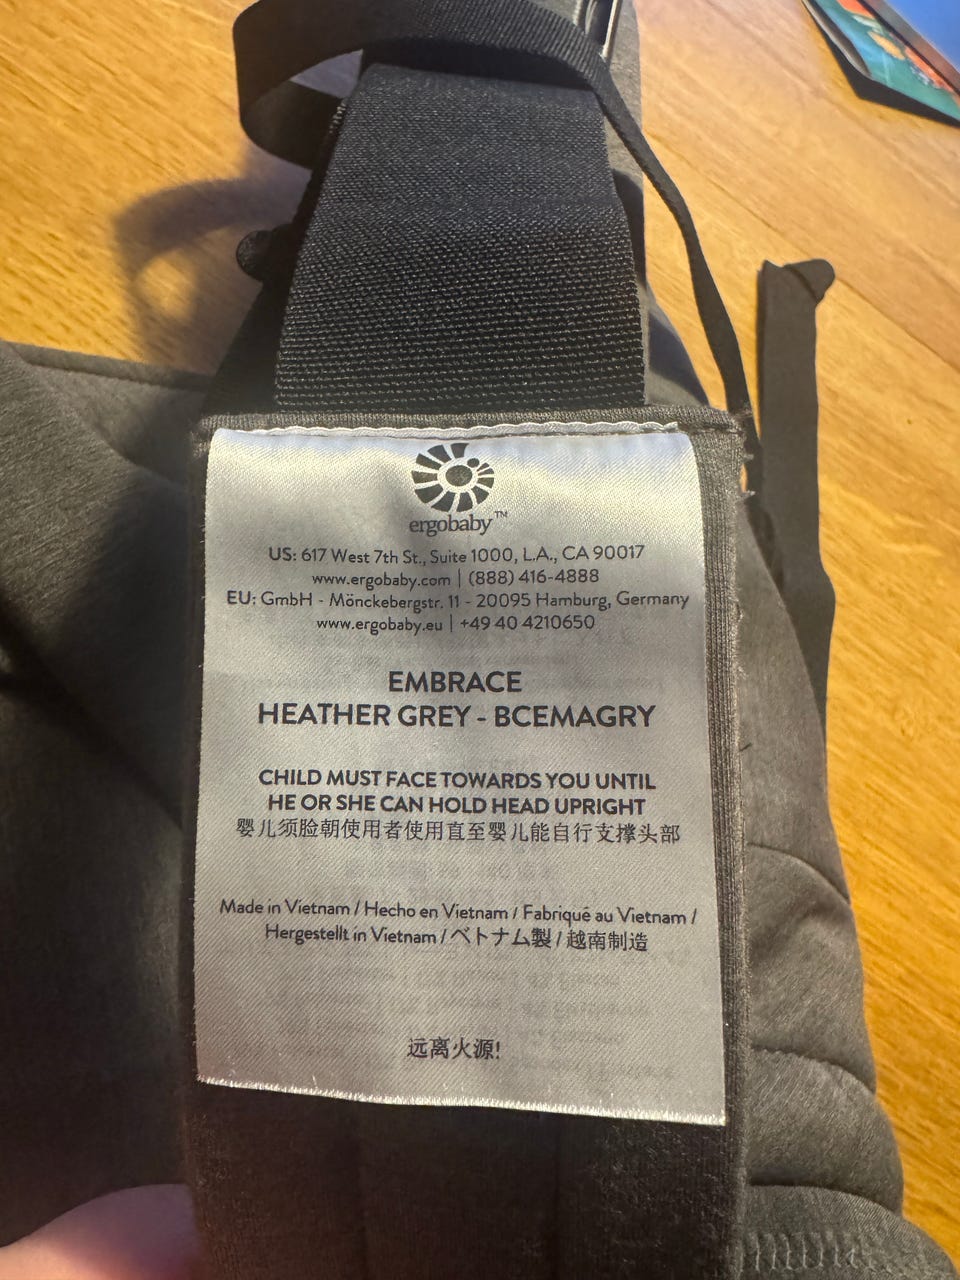 ergobaby™
US: 617 West 7th St., Suite 1000, L.A., CA 90017
www.ergobaby.com | (888) 416-4888
EU: GmbH - Mönckebergstr. 11 - 20095 Hamburg, Germany
www.ergobaby.eu | +49 40 4210650
EMBRACE
HEATHER GREY - BCEMAGRY
CHILD MUST FACE TOWARDS YOU UNTIL
HE OR SHE CAN HOLD HEAD UPRIGHT
婴儿须脸朝使用者使用直至婴儿能自行支撑头部
Made in Vietnam / Hecho en Vietnam / Fabriqué au Vietnam /
Hergestellt in Vietnam / ベトナム製 / 越南制造
远离火源!